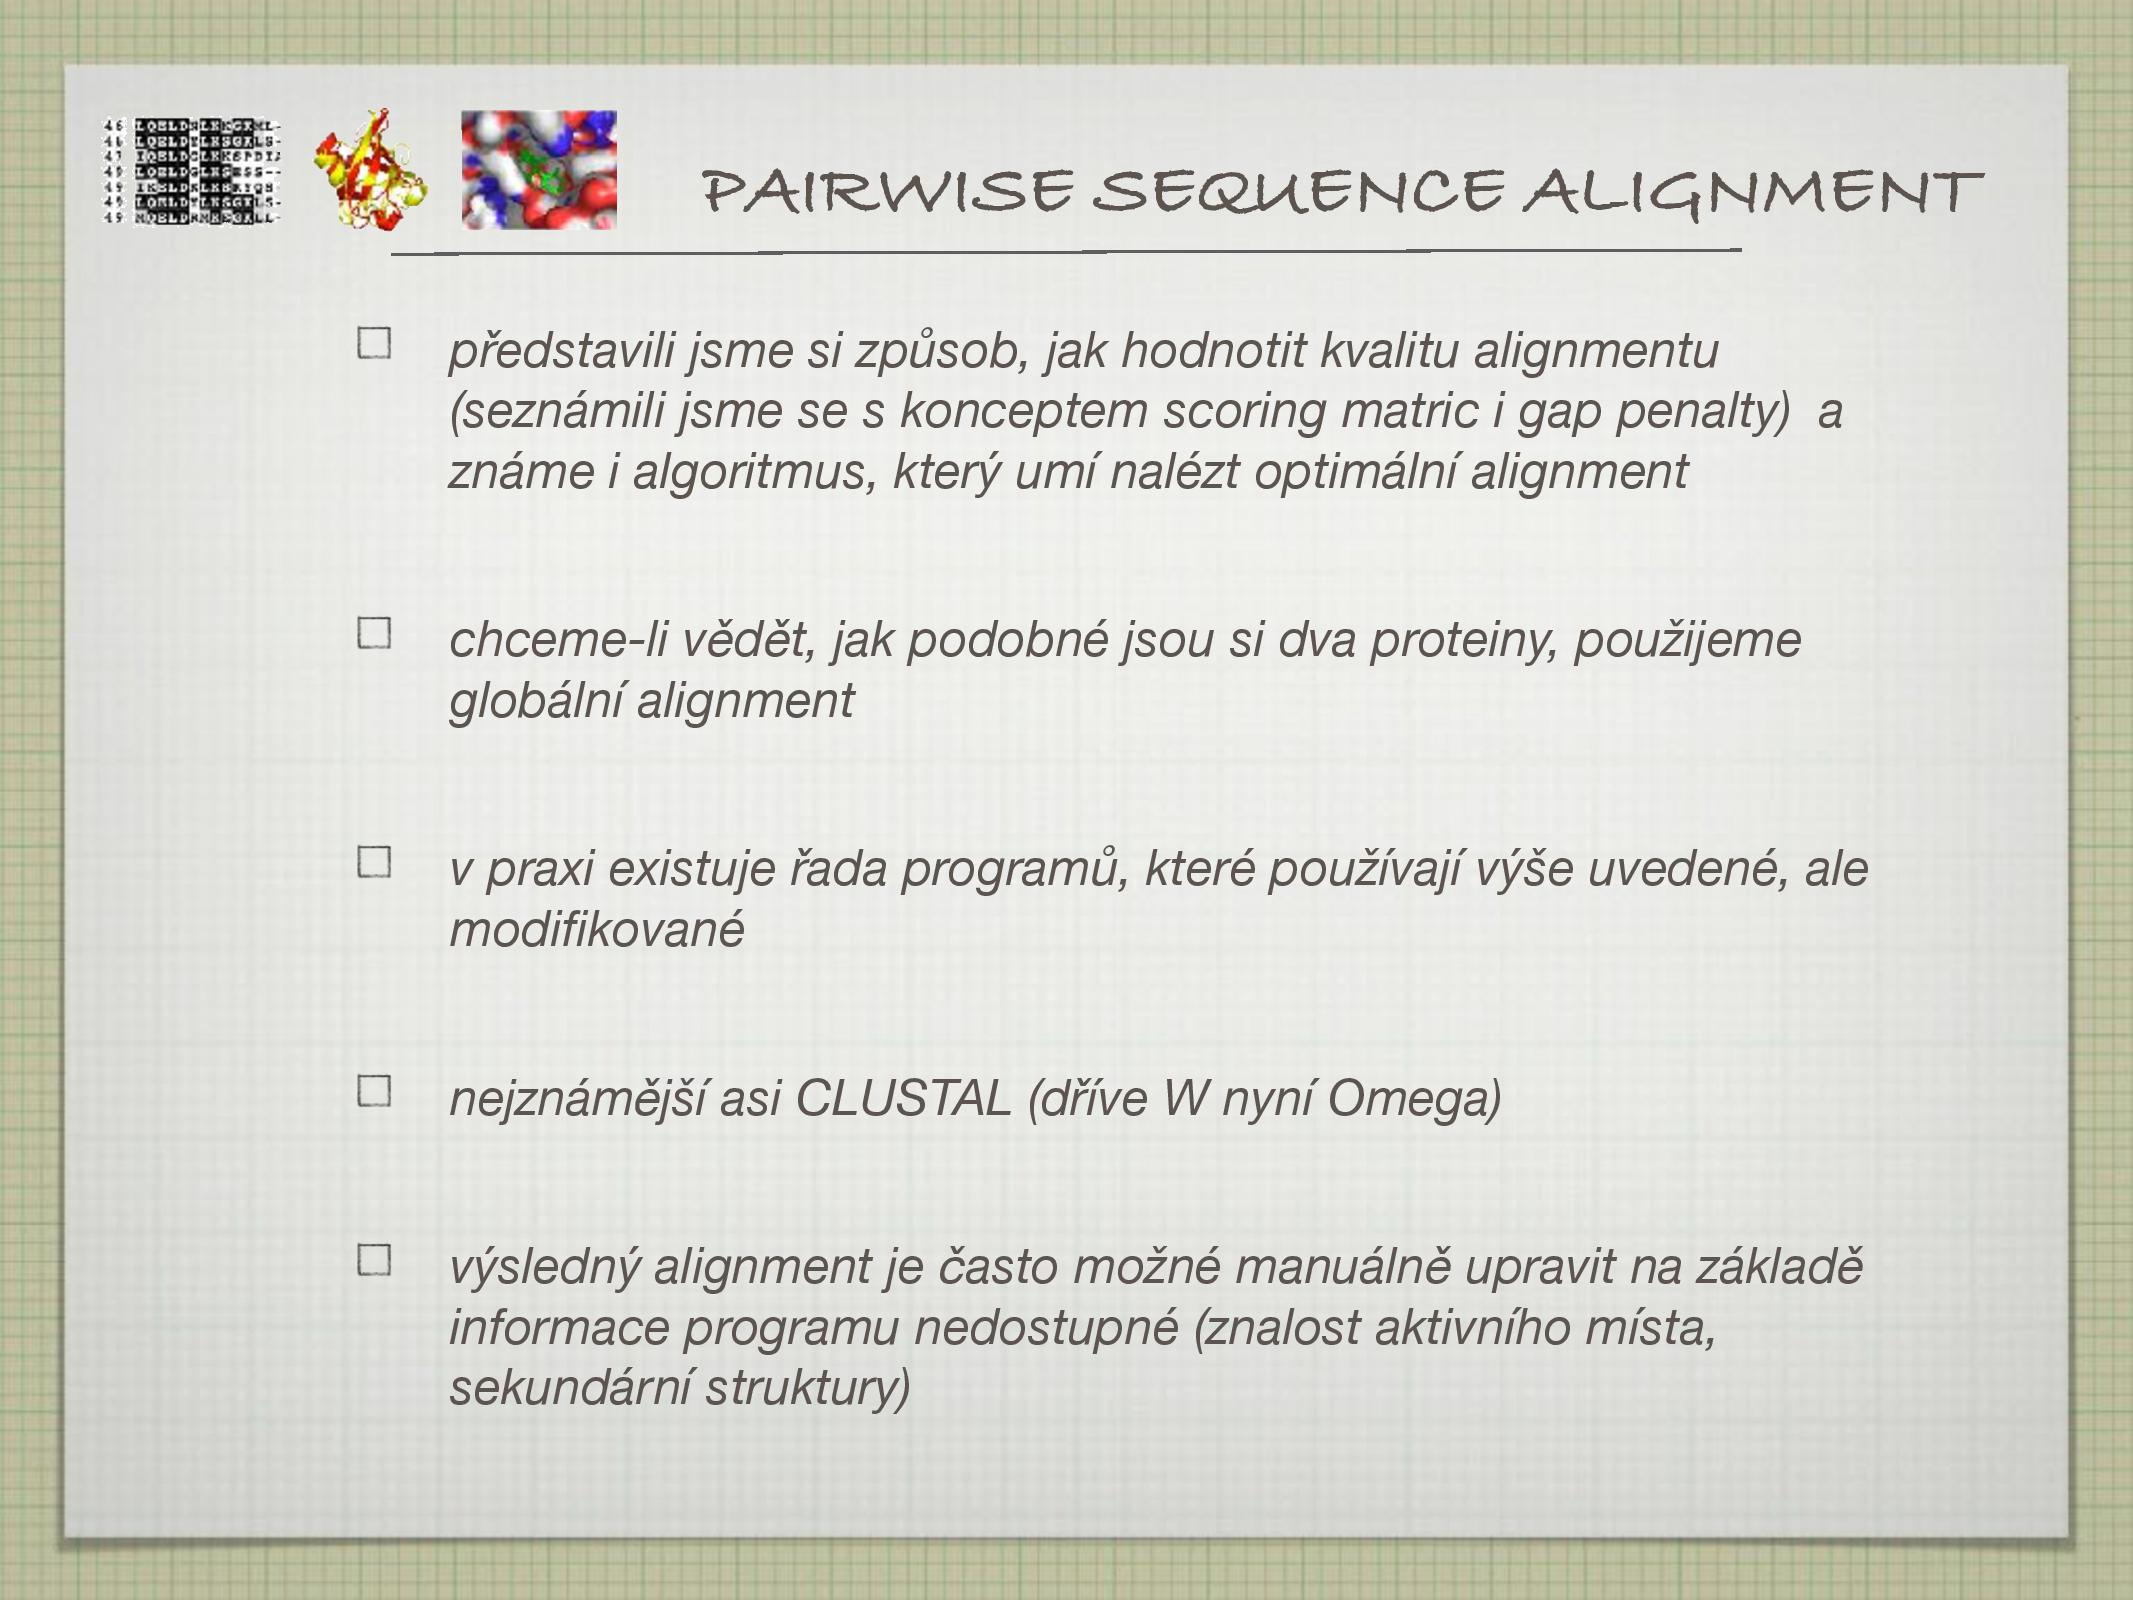 PAIRWISE SEQUENCE ALIGNMENT
představili jsme si způsob, jak hodnotit kvalitu alignmentu
(seznámili jsme se s konceptem scoring matric i gap penalty)  a
známe i algoritmus, který umí nalézt optimální alignment
chceme-li vědět, jak podobné jsou si dva proteiny, použijeme
globální alignment
v praxi existuje řada programů, které používají výše uvedené, ale
modifikované
nejznámější asi CLUSTAL (dříve W nyní Omega)
výsledný alignment je často možné manuálně upravit na základě
informace programu nedostupné (znalost aktivního místa,
sekundární struktury)